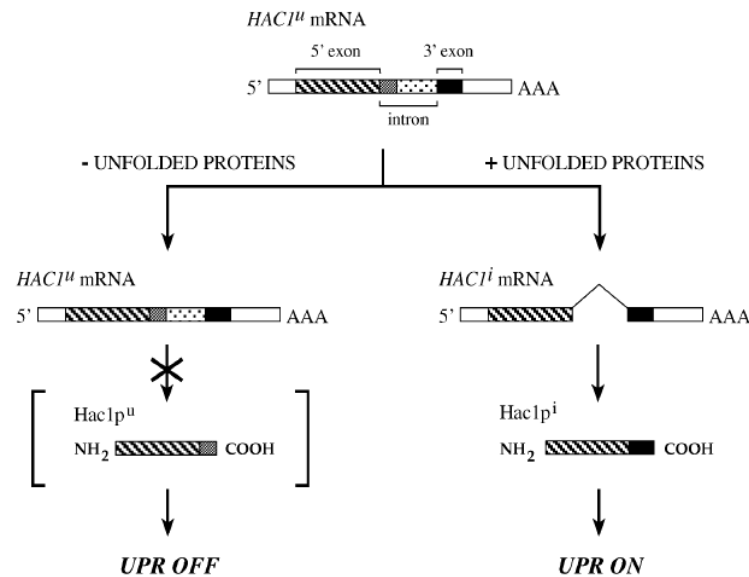 HAC1ᵘ mRNA
5' exon 3' exon
5' AAA
intron
- UNFOLDED PROTEINS + UNFOLDED PROTEINS
HAC1ᵘ mRNA HAC1ⁱ mRNA
5' AAA 5' AAA
Hac1pᵘ Hac1pⁱ
NH₂ COOH NH₂ COOH
UPR OFF UPR ON